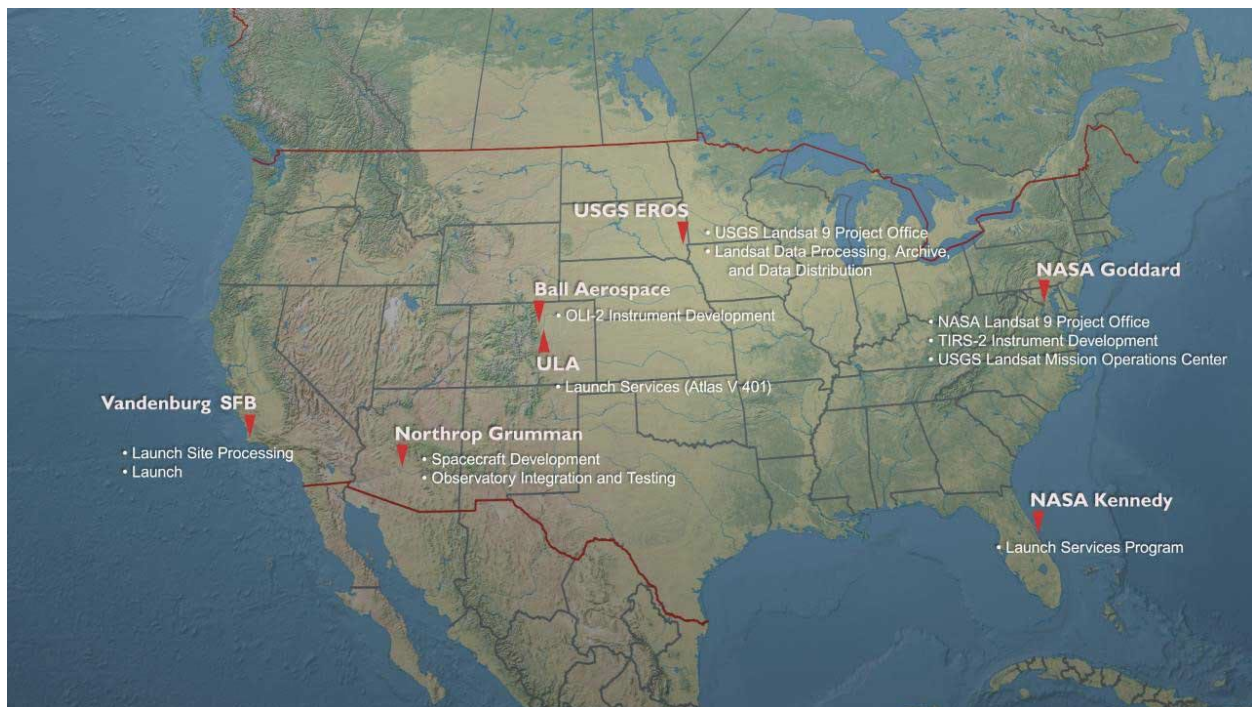 USGS EROS
• USGS Landsat 9 Project Office
• Landsat Data Processing, Archive,
and Data Distribution
NASA Goddard
• NASA Landsat 9 Project Office
• TIRS-2 Instrument Development
• USGS Landsat Mission Operations Center
Ball Aerospace
• OLI-2 Instrument Development
ULA
• Launch Services (Atlas V 401)
Vandenburg SFB
• Launch Site Processing
• Launch
Northrop Grumman
• Spacecraft Development
• Observatory Integration and Testing
NASA Kennedy
• Launch Services Program